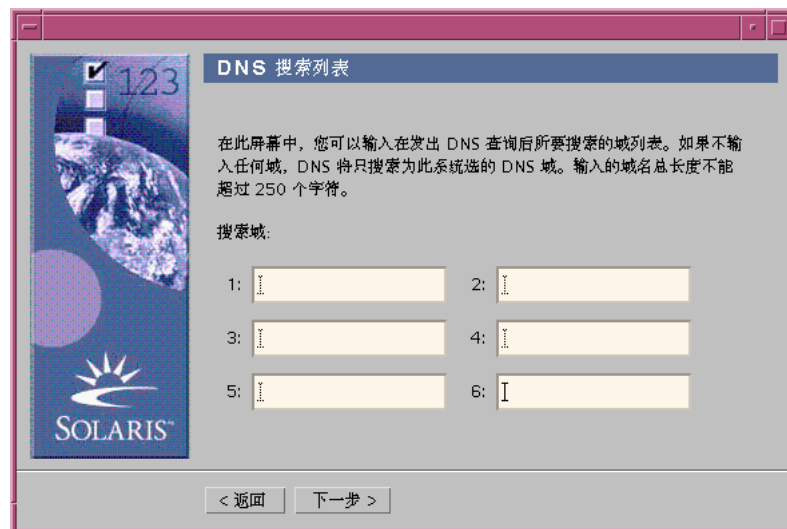 123
DNS 搜索列表
在此屏幕中，您可以输入在发出 DNS 查询后所要搜索的域列表。如果不输
入任何域，DNS 将只搜索为此系统选的 DNS 域。输入的域名总长度不能
超过 250 个字符。
搜索域:
1: 2:
3: 4:
5: 6:
SOLARIS™
< 返回 下一步 >